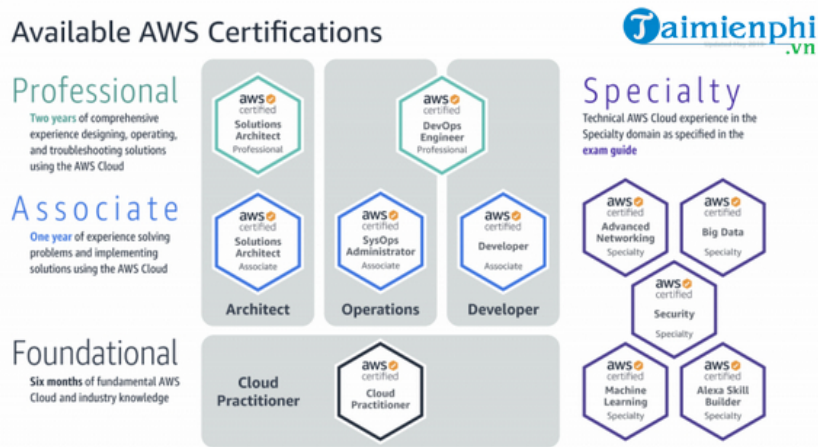 Available AWS Certifications
Taimienphi
.vn
Professional
Two years of comprehensive
experience designing, operating,
and troubleshooting solutions
using the AWS Cloud
aws
certified
Solutions
Architect
Professional
aws
certified
DevOps
Engineer
Professional
Specialty
Technical AWS Cloud experience in the
Specialty domain as specified in the
exam guide
Associate
One year of experience solving
problems and implementing
solutions using the AWS Cloud
aws
certified
Solutions
Architect
Associate
aws
certified
SysOps
Administrator
Associate
aws
certified
Developer
Associate
Architect
Operations
Developer
aws
certified
Advanced
Networking
Specialty
aws
certified
Big Data
Specialty
aws
certified
Security
Specialty
Foundational
Six months of fundamental AWS
Cloud and industry knowledge
Cloud
Practitioner
aws
certified
Cloud
Practitioner
aws
certified
Machine
Learning
Specialty
aws
certified
Alexa Skill
Builder
Specialty